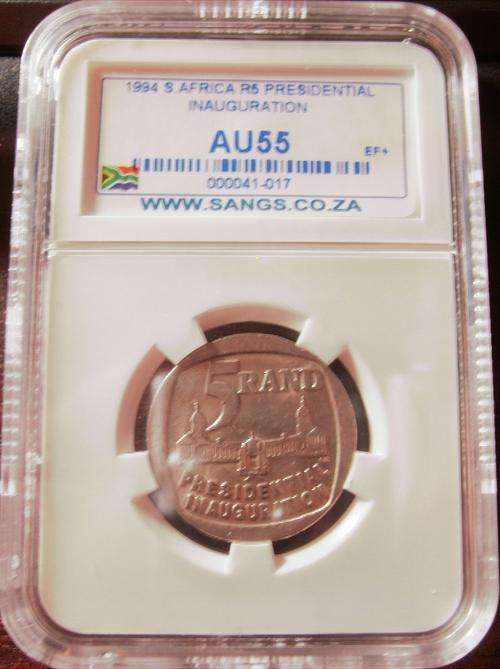 1994 S.AFRICA R5 PRESIDENTIAL
INAUGURATION
AU55
EF+
000041-017
WWW.SANGS.CO.ZA
5 RAND
PRESIDENTIAL
INAUGURATION